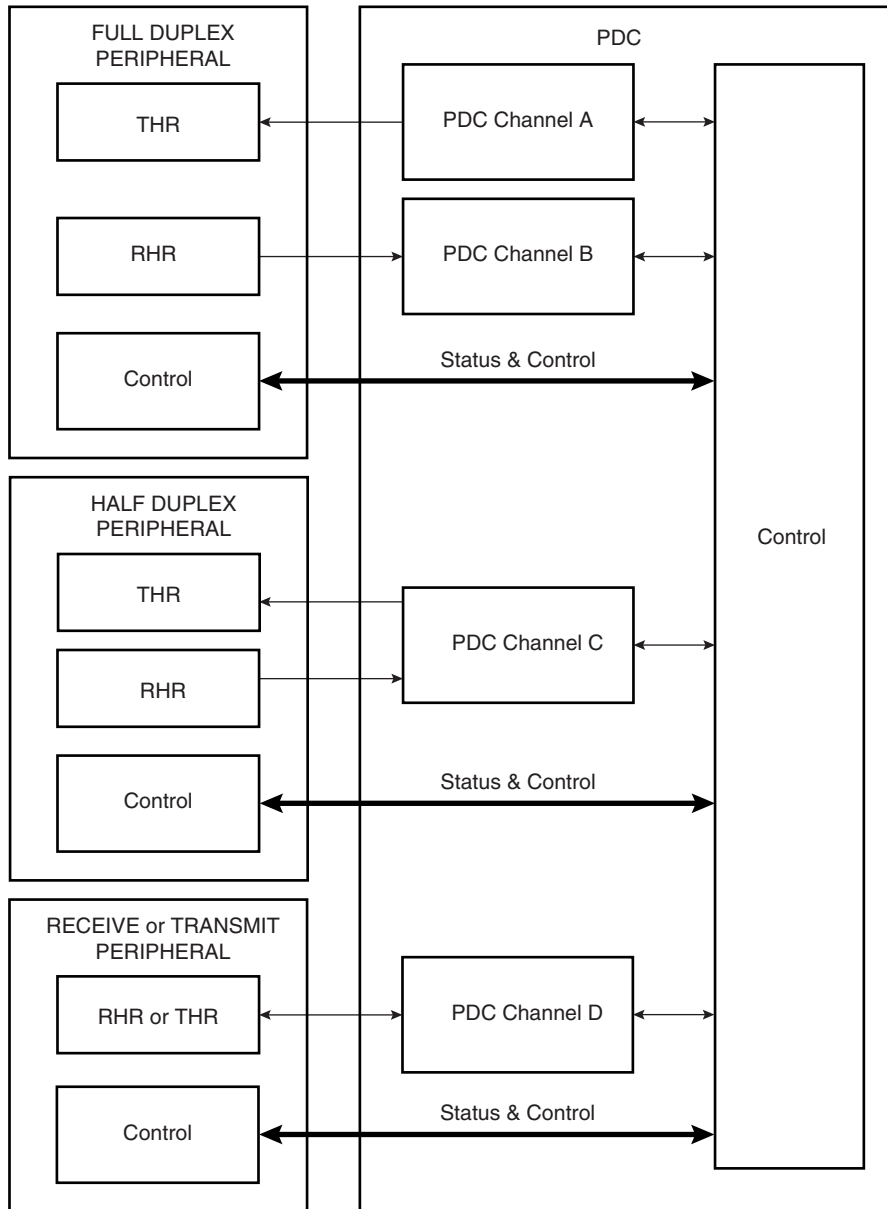 FULL DUPLEX
PERIPHERAL
THR
RHR
Control
PDC
PDC Channel A
PDC Channel B
Status & Control
HALF DUPLEX
PERIPHERAL
THR
RHR
Control
PDC Channel C
Status & Control
Control
RECEIVE or TRANSMIT
PERIPHERAL
RHR or THR
Control
PDC Channel D
Status & Control